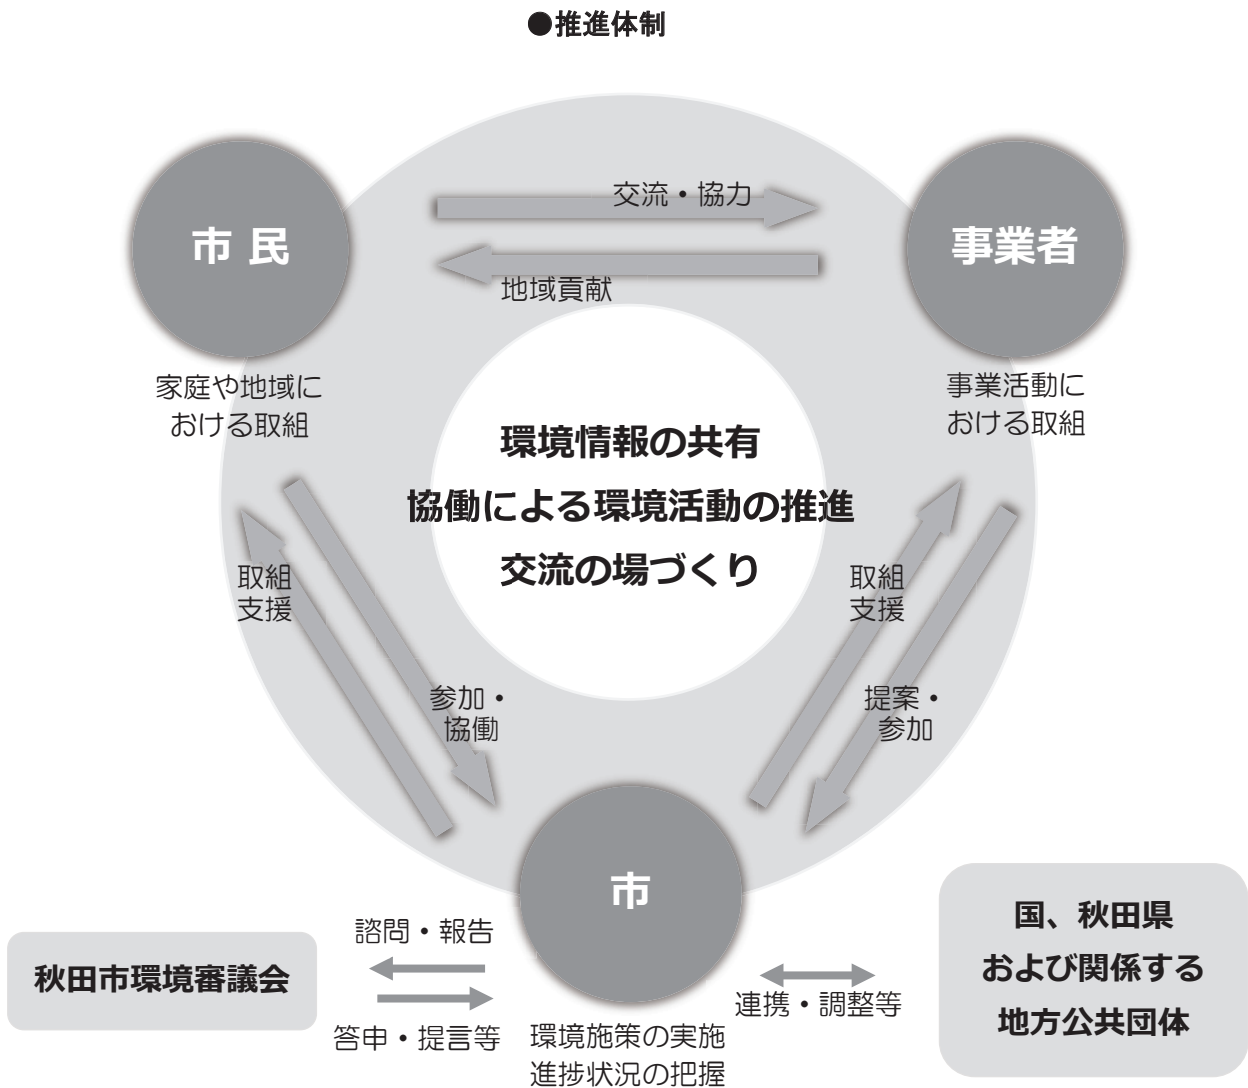 ●推進体制
市 民
事業者
交流・協力
地域貢献
家庭や地域に
おける取組
事業活動に
おける取組
環境情報の共有
協働による環境活動の推進
交流の場づくり
取組
支援
参加・
協働
取組
支援
提案・
参加
市
環境施策の実施
進捗状況の把握
秋田市環境審議会
諮問・報告
答申・提言等
連携・調整等
国、秋田県
および関係する
地方公共団体